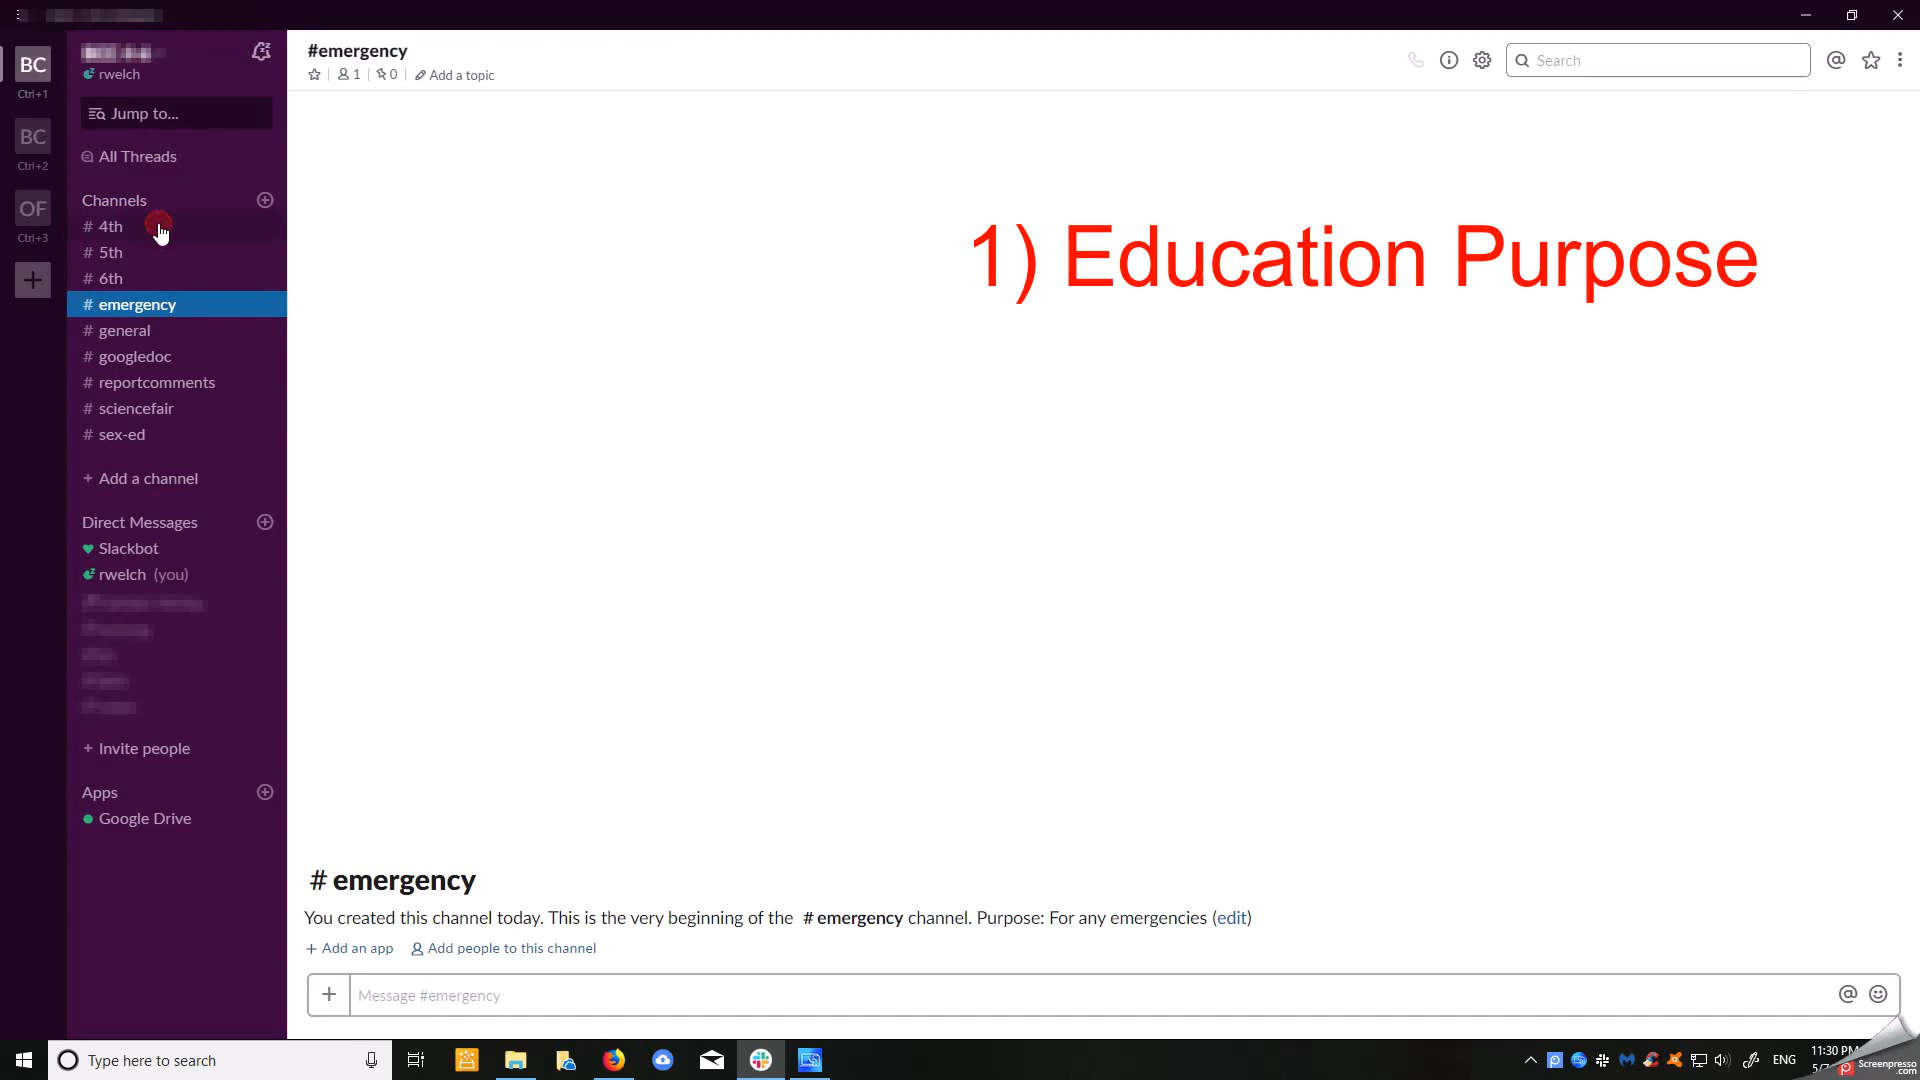 BC
Ctrl+1
BC
Ctrl+2
OF
Ctrl+3
+
rwelch
Jump to...
All Threads
Channels
# 4th
# 5th
# 6th
# emergency
# general
# googledoc
# reportcomments
# sciencefair
# sex-ed
+ Add a channel
Direct Messages
Slackbot
rwelch (you)
+ Invite people
Apps
Google Drive
#emergency
1 | 0 | Add a topic
Search
1) Education Purpose
# emergency
You created this channel today. This is the very beginning of the # emergency channel. Purpose: For any emergencies (edit)
+ Add an app Add people to this channel
+ Message #emergency @
Type here to search
ENG
11:30 PM
Screenpresso
.com